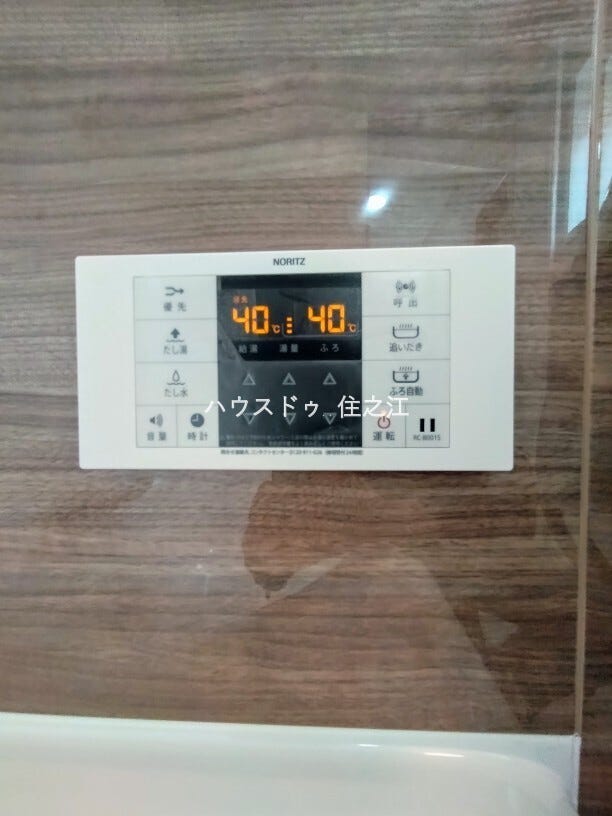 NORITZ
優先
だし湯
たし水
音量
時計
優先
40℃ 40℃
給湯 湯量 ふろ
呼出
追いたき
ふろ自動
運転
RC-B001S
ハウスドゥ 住之江